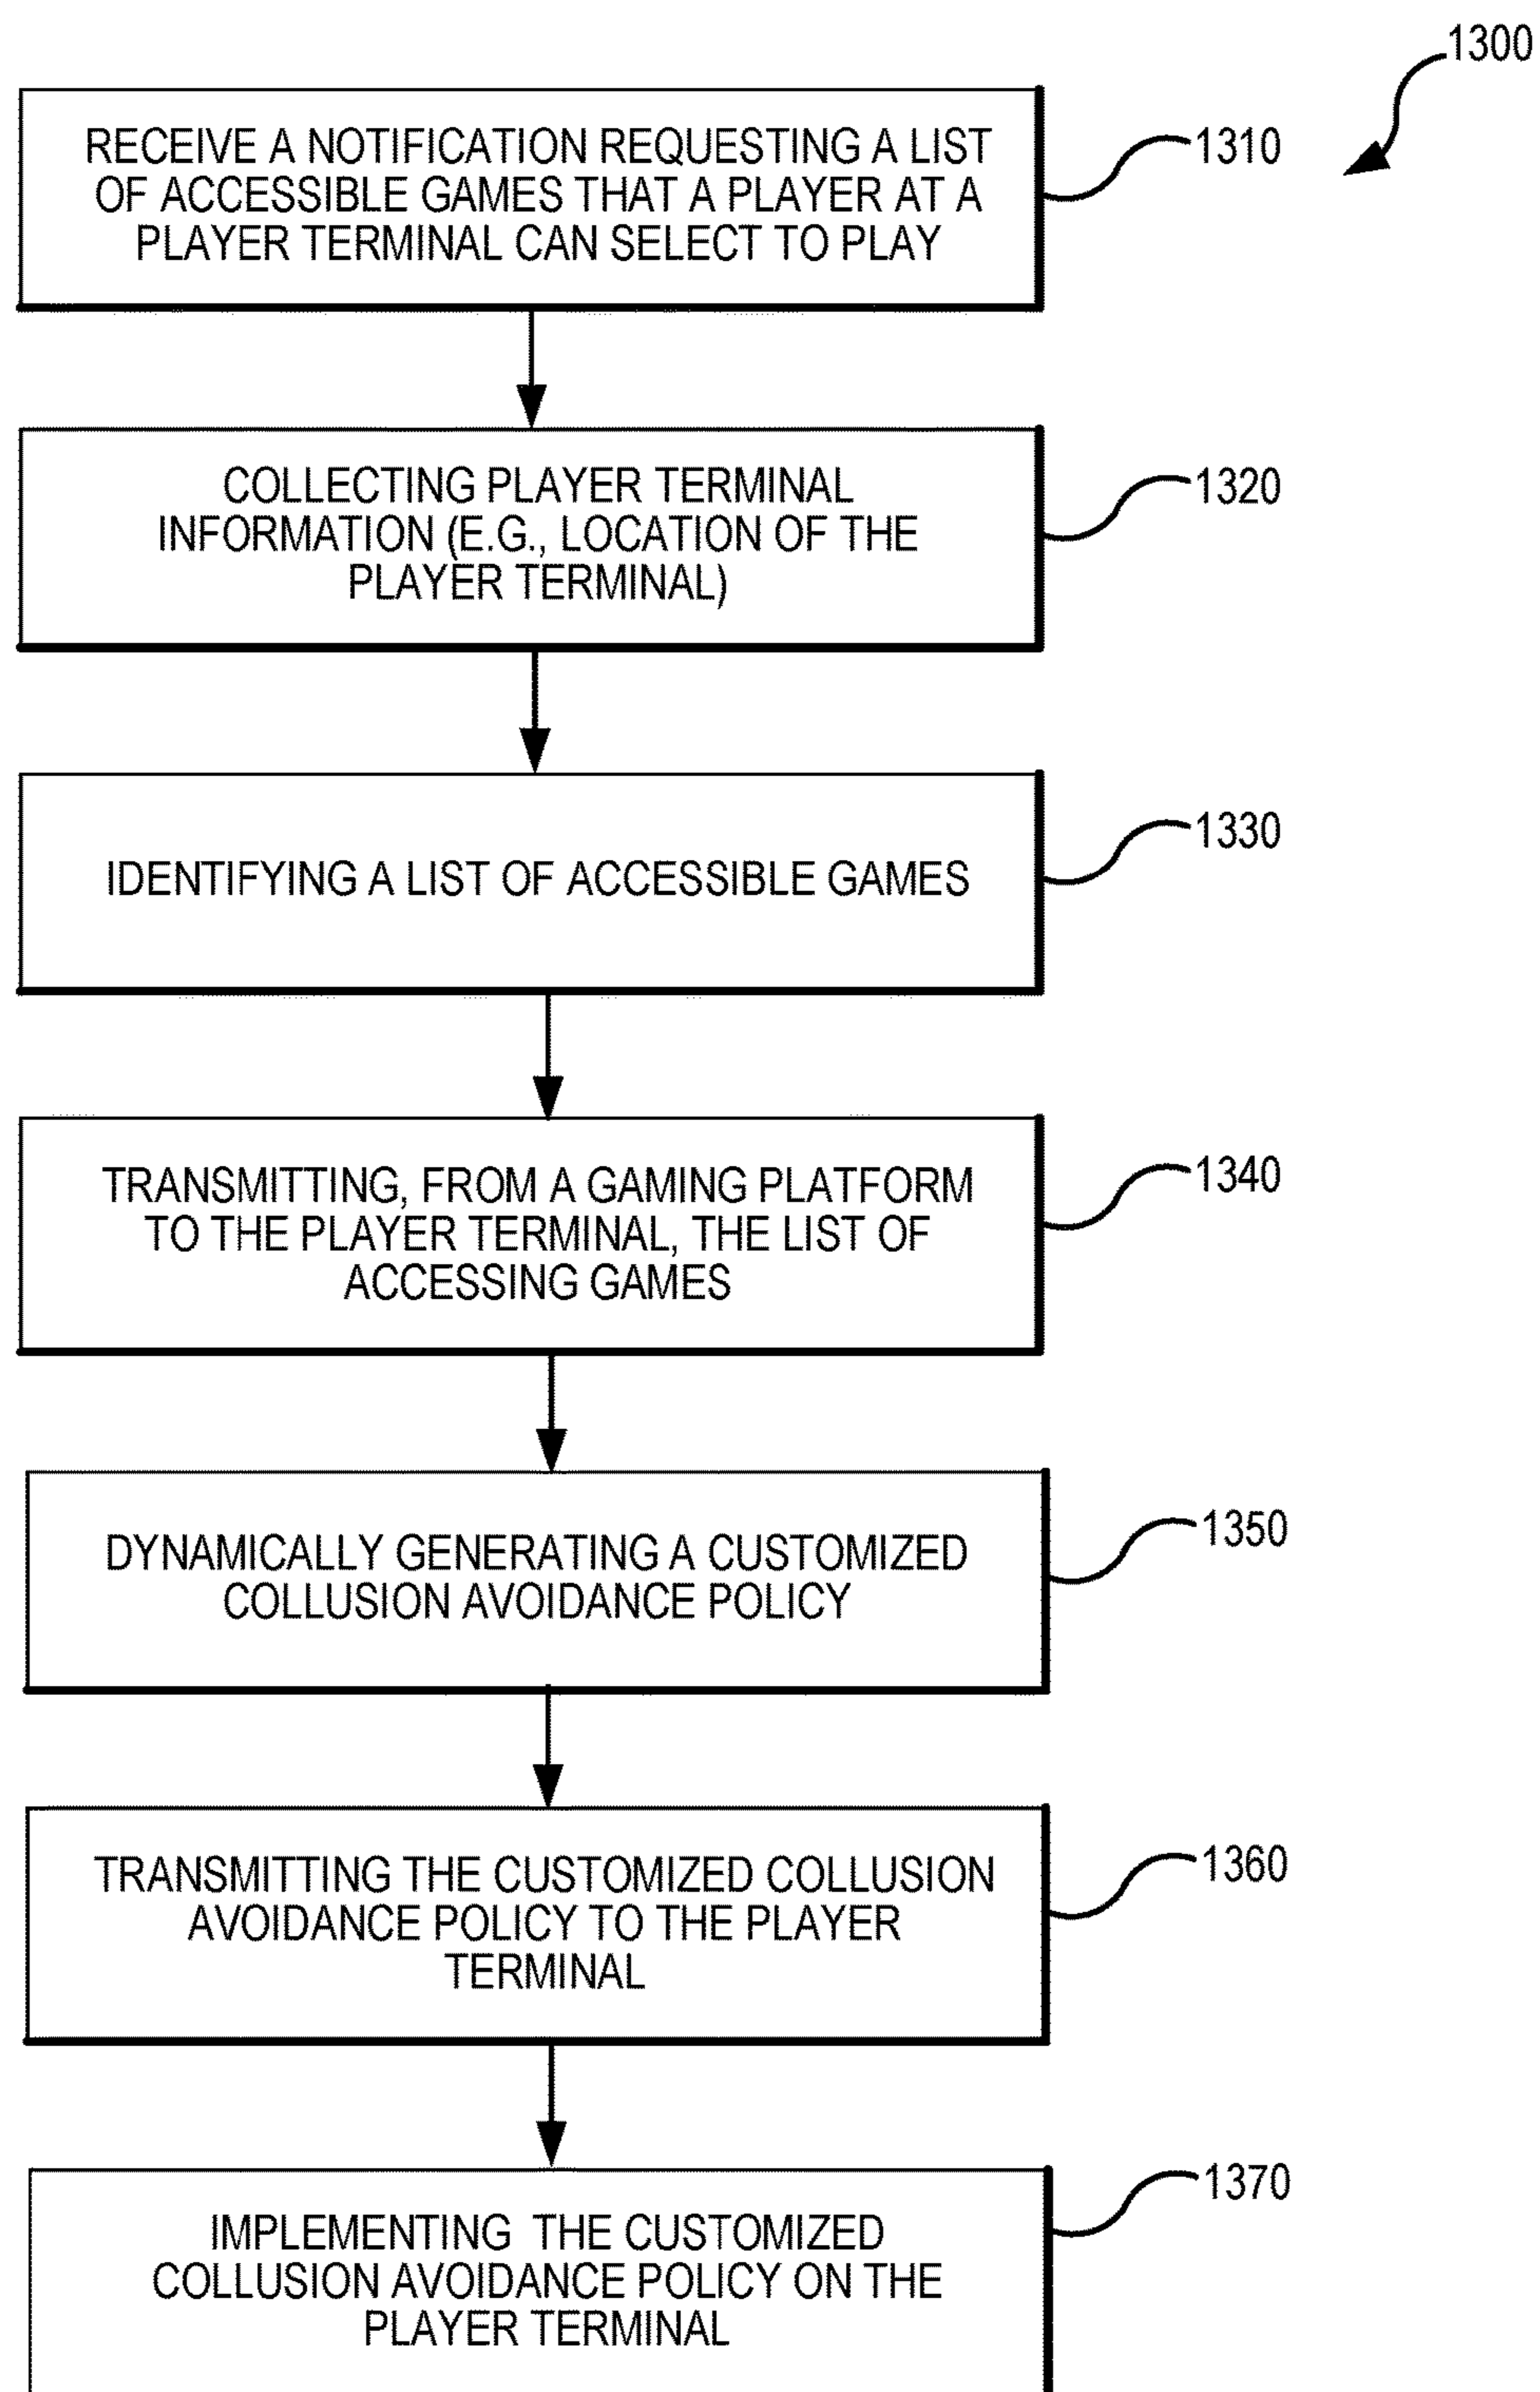 1300
RECEIVE A NOTIFICATION REQUESTING A LIST
OF ACCESSIBLE GAMES THAT A PLAYER AT A
PLAYER TERMINAL CAN SELECT TO PLAY
1310
COLLECTING PLAYER TERMINAL
INFORMATION (E.G., LOCATION OF THE
PLAYER TERMINAL)
1320
IDENTIFYING A LIST OF ACCESSIBLE GAMES
1330
TRANSMITTING, FROM A GAMING PLATFORM
TO THE PLAYER TERMINAL, THE LIST OF
ACCESSING GAMES
1340
DYNAMICALLY GENERATING A CUSTOMIZED
COLLUSION AVOIDANCE POLICY
1350
TRANSMITTING THE CUSTOMIZED COLLUSION
AVOIDANCE POLICY TO THE PLAYER
TERMINAL
1360
IMPLEMENTING THE CUSTOMIZED
COLLUSION AVOIDANCE POLICY ON THE
PLAYER TERMINAL
1370